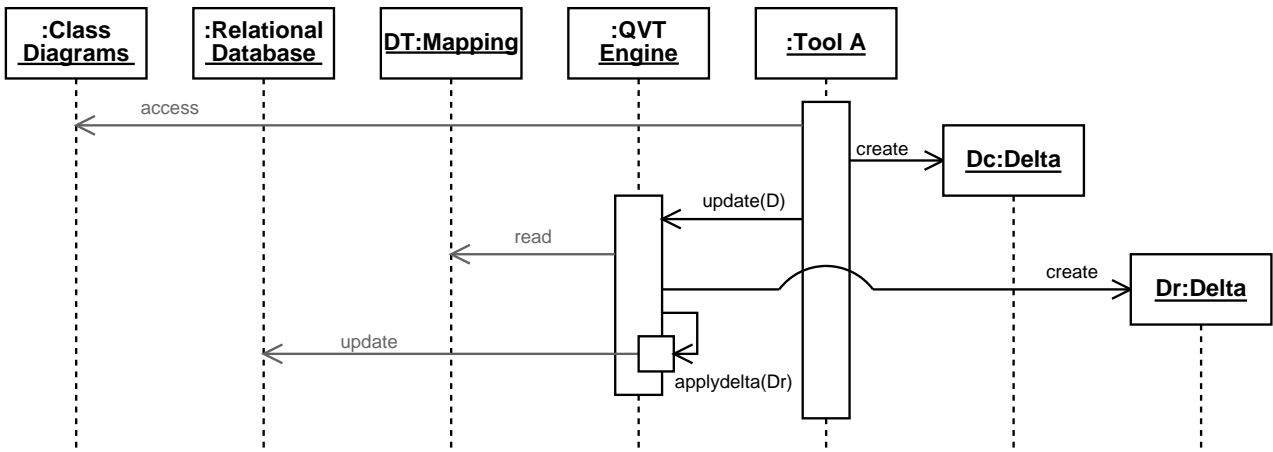 :Class
Diagrams
:Relational
Database
DT:Mapping
:QVT
Engine
:Tool A
access
create
Dc:Delta
update(D)
read
create
Dr:Delta
update
applydelta(Dr)